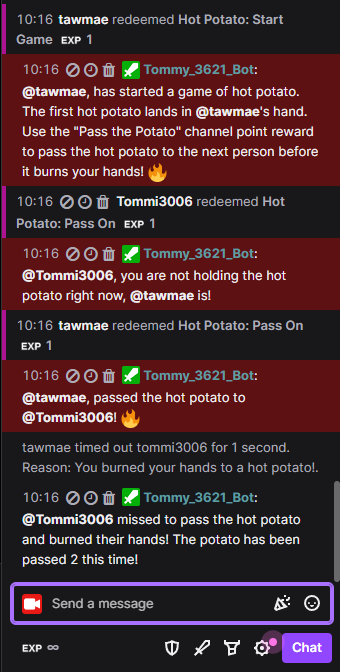 10:16 tawmae redeemed Hot Potato: Start
Game EXP 1
10:16 Tommy_3621_Bot:
@tawmae, has started a game of hot potato.
The first hot potato lands in @tawmae's hand.
Use the "Pass the Potato" channel point reward
to pass the hot potato to the next person before
it burns your hands! 🔥
10:16 Tommi3006 redeemed Hot
Potato: Pass On EXP 1
10:16 Tommy_3621_Bot:
@Tommi3006, you are not holding the hot
potato right now, @tawmae is!
10:16 tawmae redeemed Hot Potato: Pass On
EXP 1
10:16 Tommy_3621_Bot:
@tawmae, passed the hot potato to
@Tommi3006! 🔥
tawmae timed out tommi3006 for 1 second.
Reason: You burned your hands to a hot potato!.
10:16 Tommy_3621_Bot:
@Tommi3006 missed to pass the hot potato
and burned their hands! The potato has been
passed 2 this time!
Send a message
EXP ∞ Chat